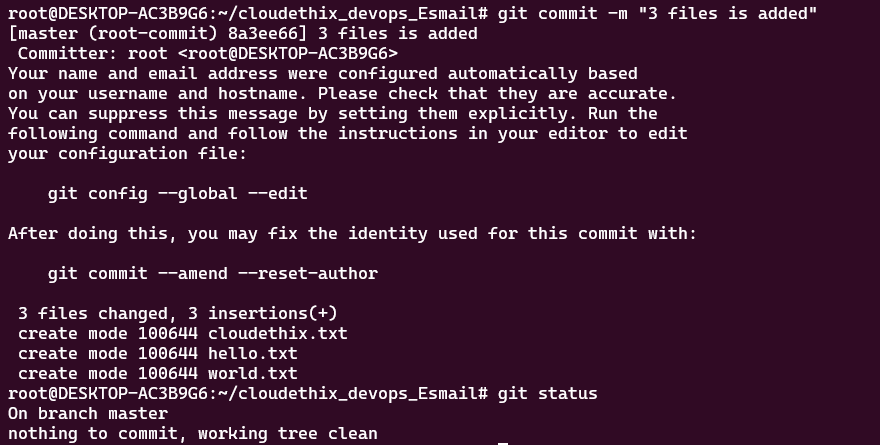 root@DESKTOP-AC3B9G6:~/cloudethix_devops_Esmail# git commit -m "3 files is added"
[master (root-commit) 8a3ee66] 3 files is added
 Committer: root <root@DESKTOP-AC3B9G6>
Your name and email address were configured automatically based
on your username and hostname. Please check that they are accurate.
You can suppress this message by setting them explicitly. Run the
following command and follow the instructions in your editor to edit
your configuration file:

    git config --global --edit

After doing this, you may fix the identity used for this commit with:

    git commit --amend --reset-author

 3 files changed, 3 insertions(+)
 create mode 100644 cloudethix.txt
 create mode 100644 hello.txt
 create mode 100644 world.txt
root@DESKTOP-AC3B9G6:~/cloudethix_devops_Esmail# git status
On branch master
nothing to commit, working tree clean